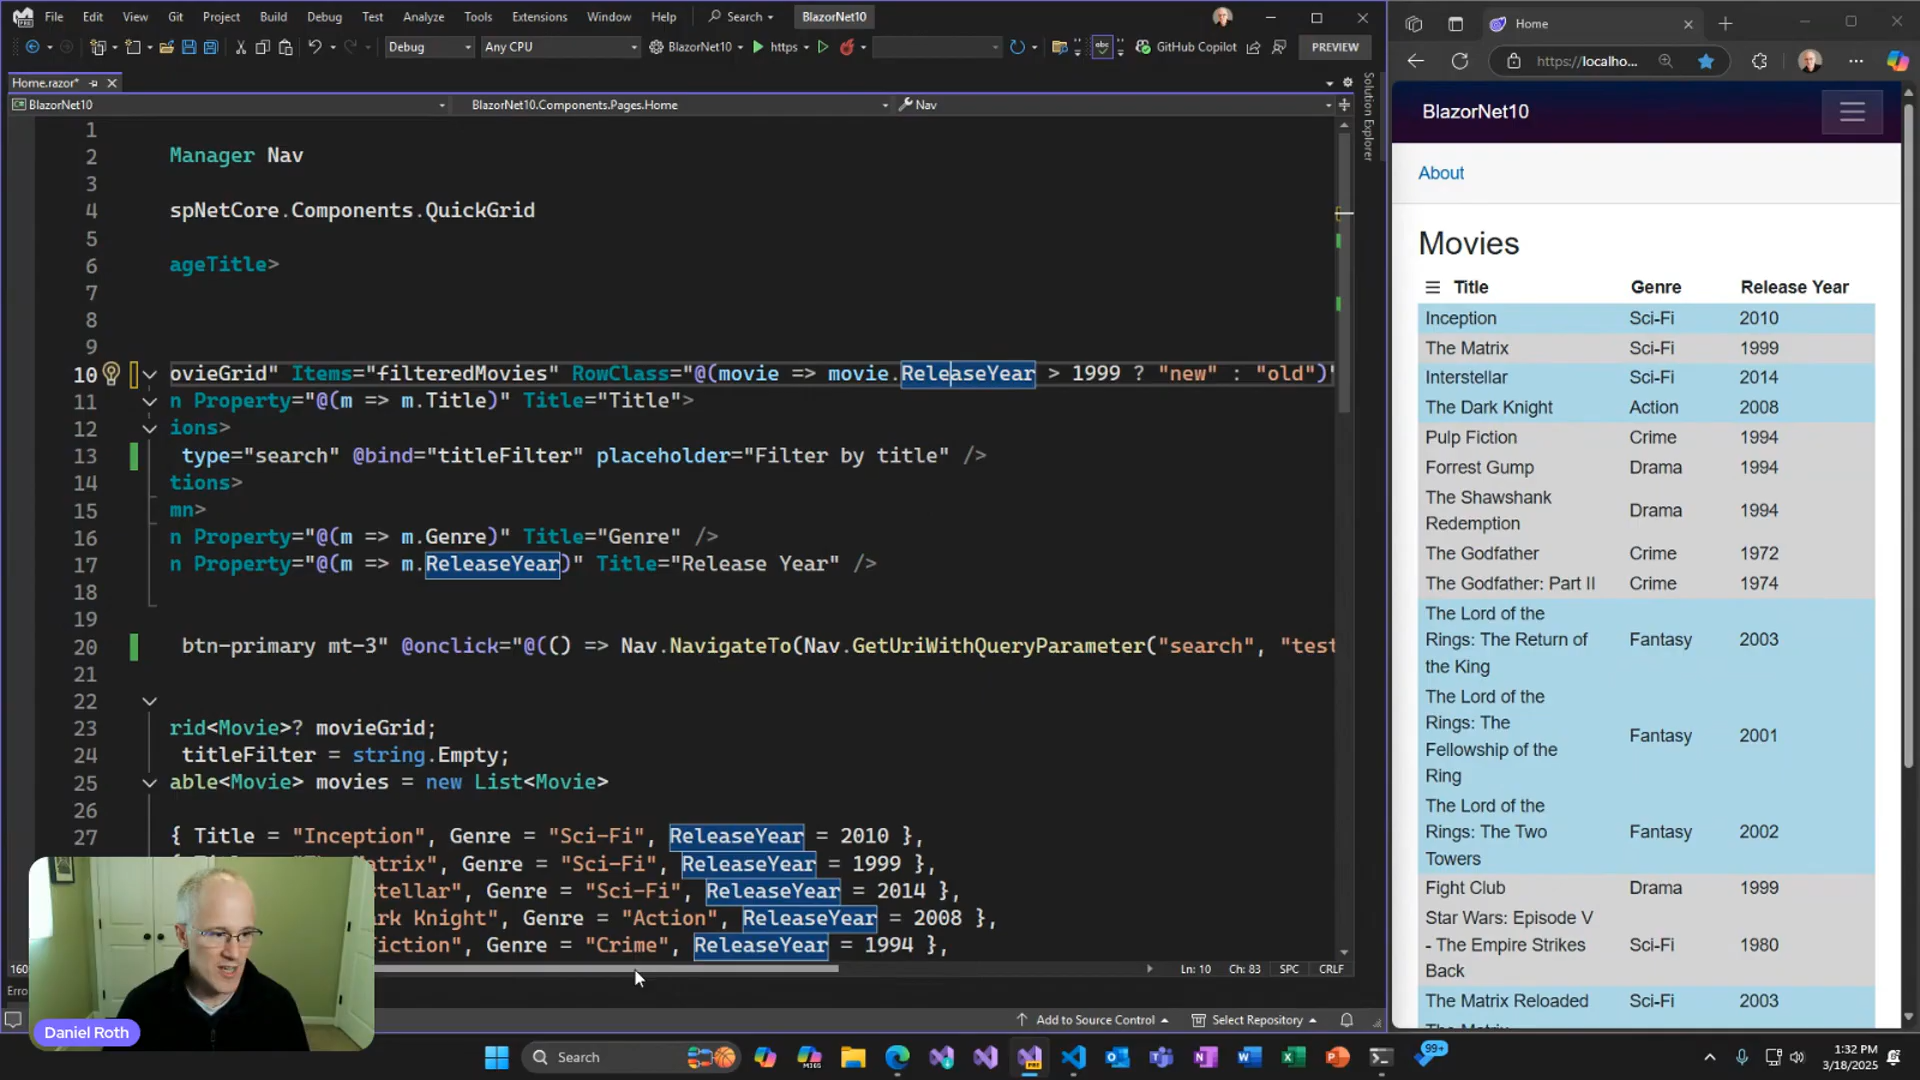 File Edit View Git Project Build Debug Test Analyze Tools Extensions Window Help Search BlazorNet10
Debug Any CPU BlazorNet10 https GitHub Copilot PREVIEW
Home.razor*
BlazorNet10 BlazorNet10.Components.Pages.Home Nav
Solution Explorer
1
2 Manager Nav
3
4 spNetCore.Components.QuickGrid
5
6 ageTitle>
7
8
9
10 ovieGrid" Items="filteredMovies" RowClass="@(movie => movie.ReleaseYear > 1999 ? "new" : "old")"
11 n Property="@(m => m.Title)" Title="Title">
12 ions>
13 type="search" @bind="titleFilter" placeholder="Filter by title" />
14 tions>
15 mn>
16 n Property="@(m => m.Genre)" Title="Genre" />
17 n Property="@(m => m.ReleaseYear)" Title="Release Year" />
18
19
20 btn-primary mt-3" @onclick="@(() => Nav.NavigateTo(Nav.GetUriWithQueryParameter("search", "test
21
22
23 rid<Movie>? movieGrid;
24 titleFilter = string.Empty;
25 able<Movie> movies = new List<Movie>
26
27 { Title = "Inception", Genre = "Sci-Fi", ReleaseYear = 2010 },
atrix", Genre = "Sci-Fi", ReleaseYear = 1999 },
stellar", Genre = "Sci-Fi", ReleaseYear = 2014 },
ark Knight", Genre = "Action", ReleaseYear = 2008 },
iction", Genre = "Crime", ReleaseYear = 1994 },
160 Ln: 10 Ch: 83 SPC CRLF
Erro
Add to Source Control Select Repository
Daniel Roth
Home
https://localho...
BlazorNet10
About
Movies
Title Genre Release Year
Inception Sci-Fi 2010
The Matrix Sci-Fi 1999
Interstellar Sci-Fi 2014
The Dark Knight Action 2008
Pulp Fiction Crime 1994
Forrest Gump Drama 1994
The Shawshank
Redemption Drama 1994
The Godfather Crime 1972
The Godfather: Part II Crime 1974
The Lord of the
Rings: The Return of Fantasy 2003
the King
The Lord of the
Rings: The
Fellowship of the Fantasy 2001
Ring
The Lord of the
Rings: The Two Fantasy 2002
Towers
Fight Club Drama 1999
Star Wars: Episode V
- The Empire Strikes Sci-Fi 1980
Back
The Matrix Reloaded Sci-Fi 2003
The Matrix
Search M365 99+ 1:32 PM
3/18/2025